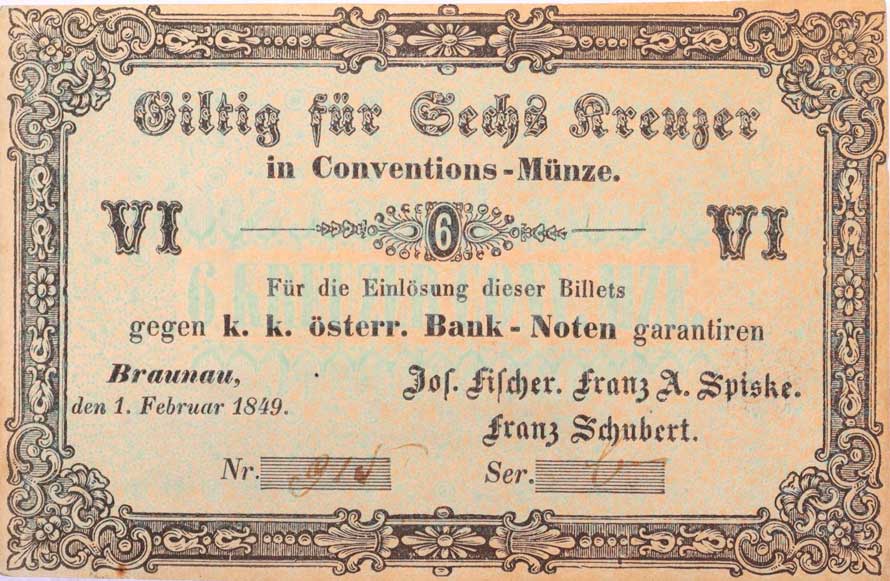 Giltig für Sechs Kreuzer
in Conventions-Münze.
VI 6 VI
Für die Einlösung dieser Billets
gegen k. k. österr. Bank-Noten garantiren
Braunau,
den 1. Februar 1849.
Jos. Fischer. Franz A. Spiske.
Franz Schubert.
Nr. Ser.